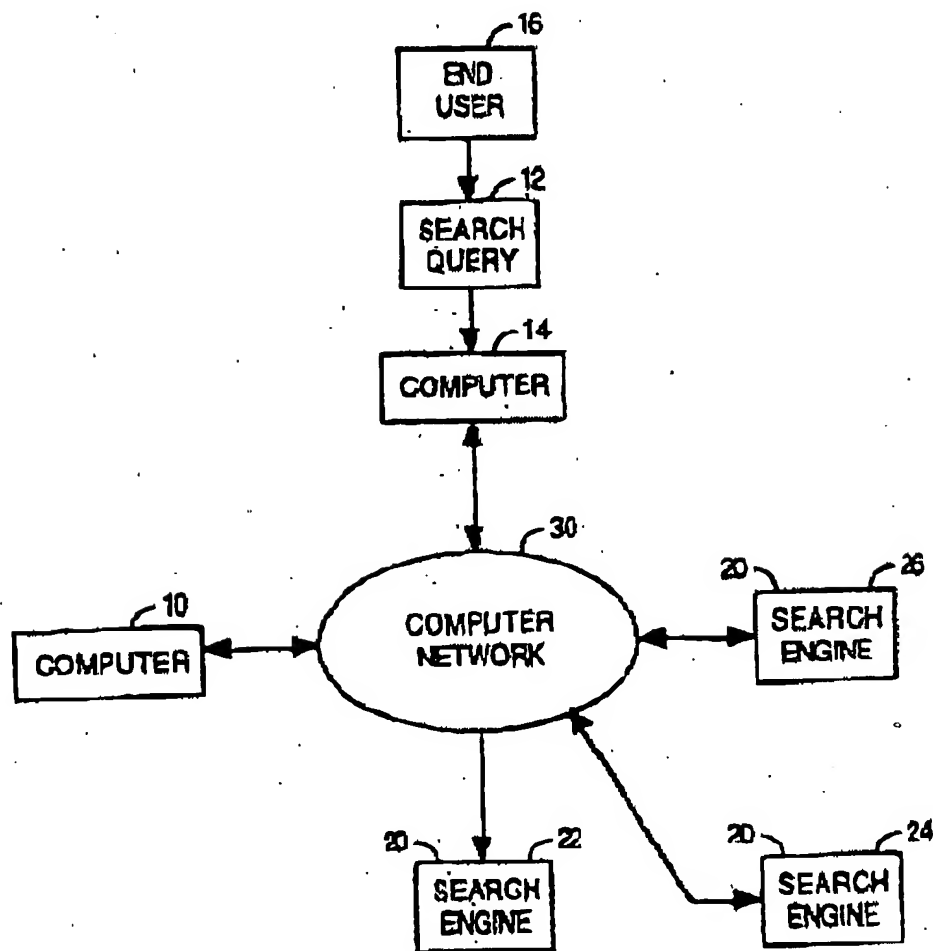 16
END
USER
12
SEARCH
QUERY
14
COMPUTER
30
COMPUTER
NETWORK
10
COMPUTER
20 26
SEARCH
ENGINE
20 22
SEARCH
ENGINE
20 24
SEARCH
ENGINE